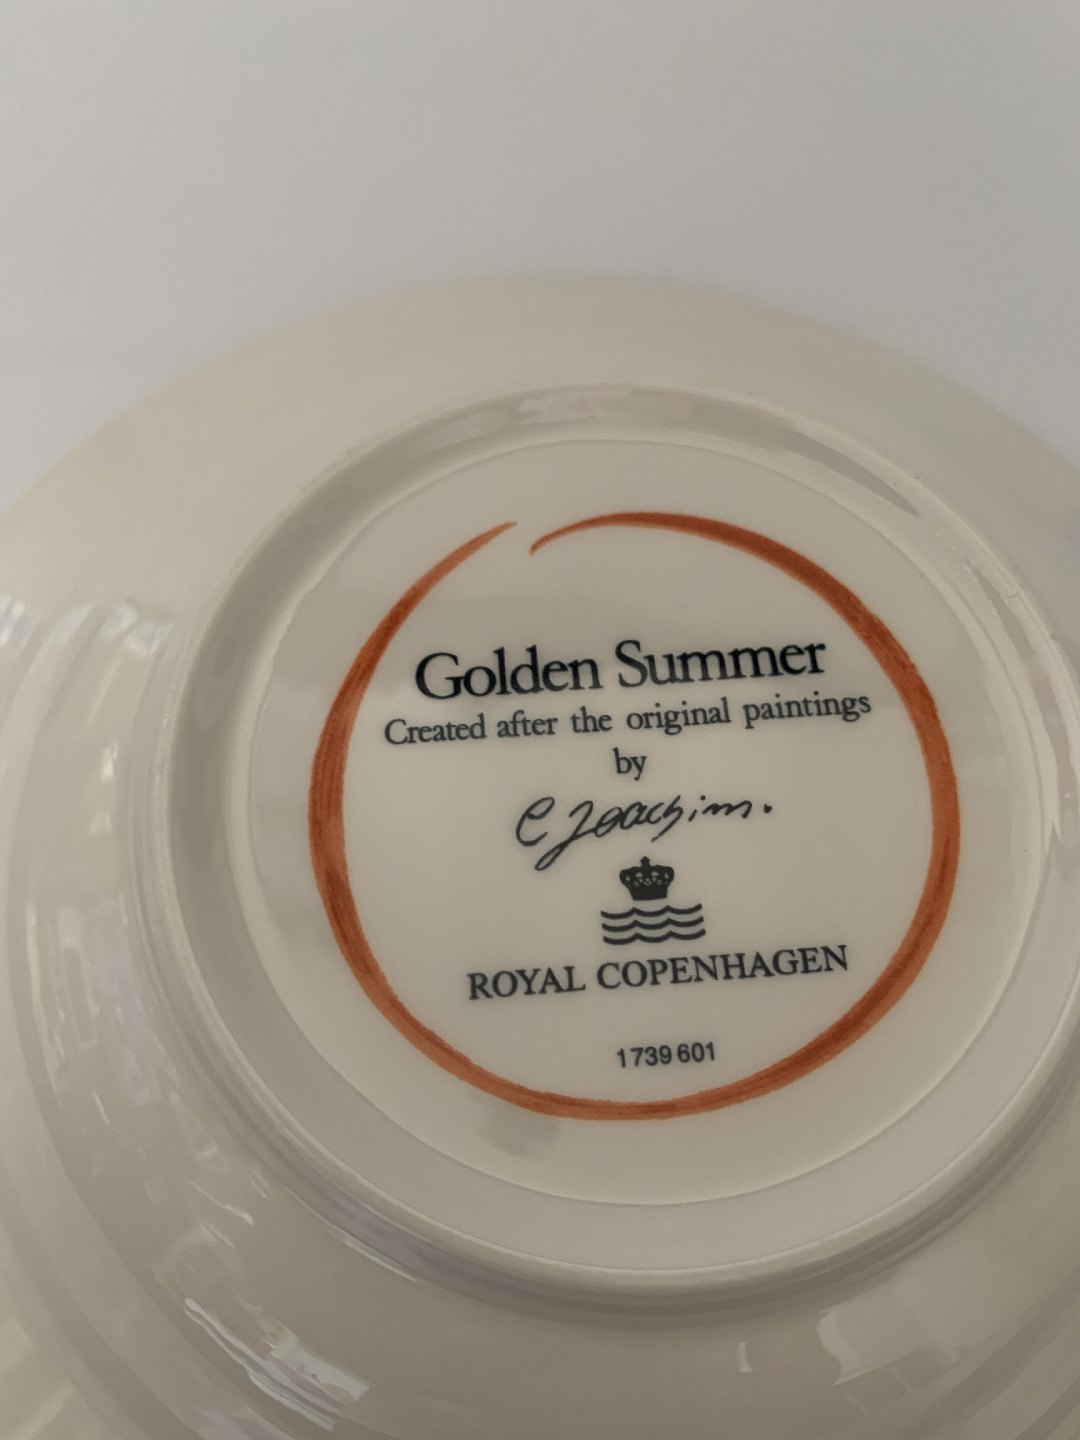 Golden Summer
Created after the original paintings
by
C Joachim.
ROYAL COPENHAGEN
1739 601